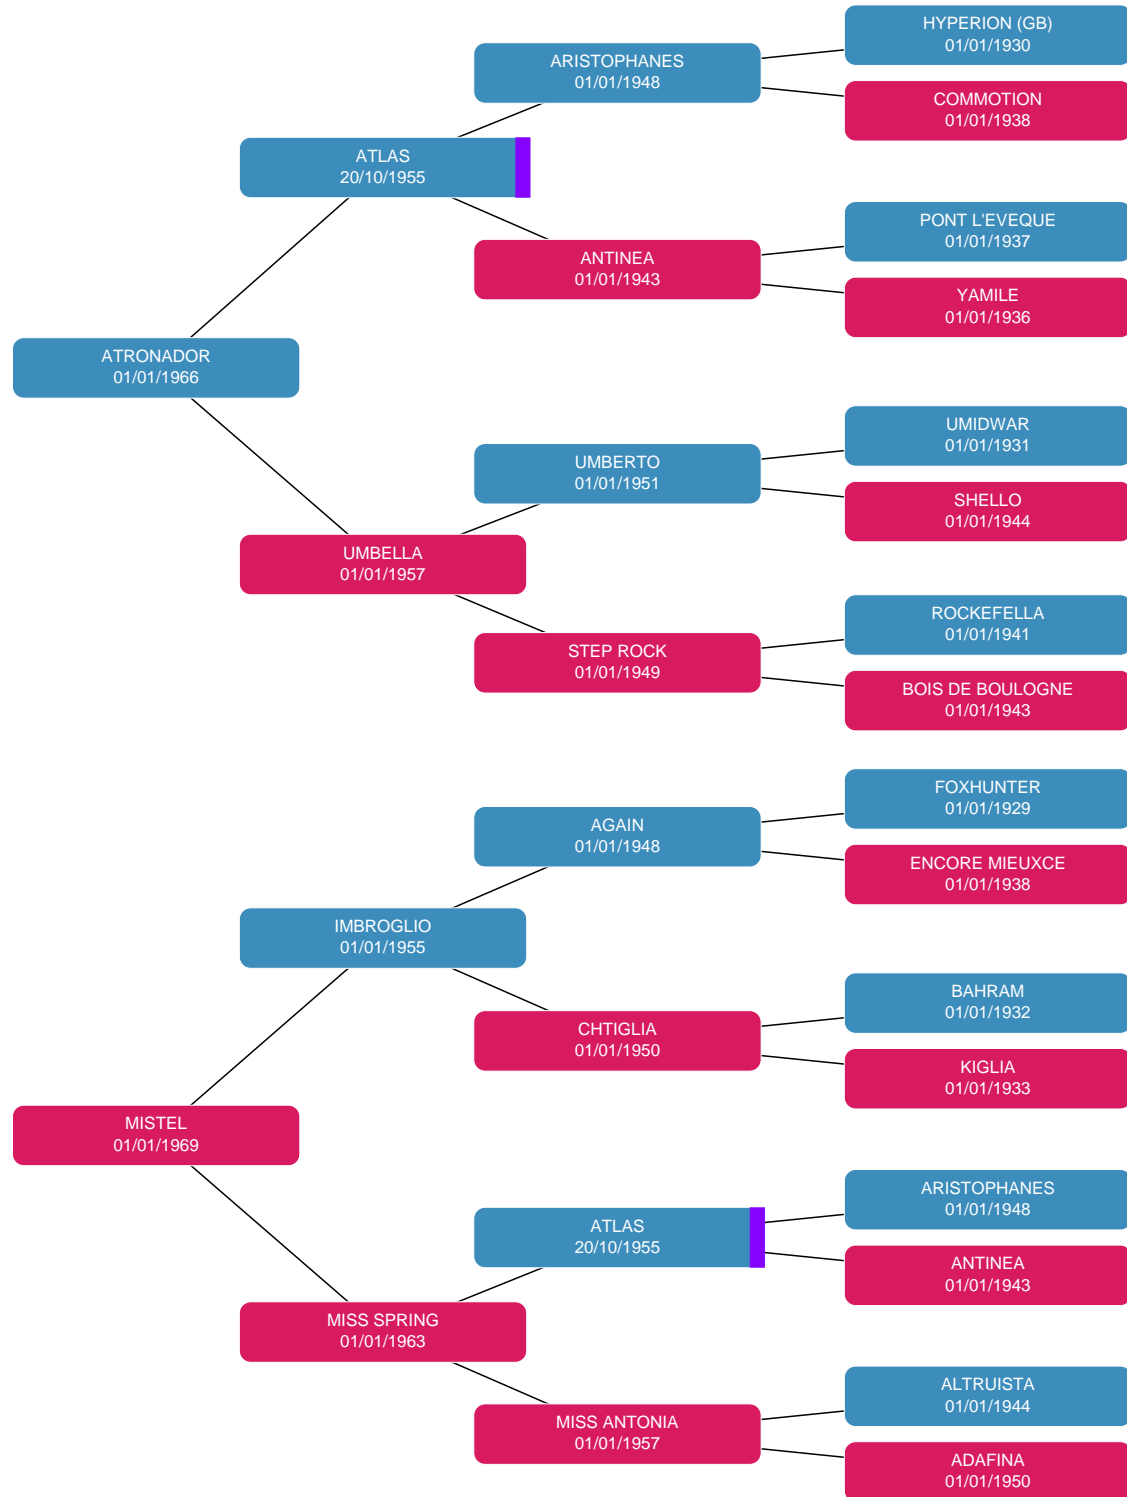 HYPERION (GB)
01/01/1930
ARISTOPHANES
01/01/1948
COMMOTION
01/01/1938
ATLAS
20/10/1955
PONT L'EVEQUE
01/01/1937
ANTINEA
01/01/1943
YAMILE
01/01/1936
ATRONADOR
01/01/1966
UMIDWAR
01/01/1931
UMBERTO
01/01/1951
SHELLO
01/01/1944
UMBELLA
01/01/1957
ROCKEFELLA
01/01/1941
STEP ROCK
01/01/1949
BOIS DE BOULOGNE
01/01/1943
FOXHUNTER
01/01/1929
AGAIN
01/01/1948
ENCORE MIEUXCE
01/01/1938
IMBROGLIO
01/01/1955
BAHRAM
01/01/1932
CHTIGLIA
01/01/1950
KIGLIA
01/01/1933
MISTEL
01/01/1969
ARISTOPHANES
01/01/1948
ATLAS
20/10/1955
ANTINEA
01/01/1943
MISS SPRING
01/01/1963
ALTRUISTA
01/01/1944
MISS ANTONIA
01/01/1957
ADAFINA
01/01/1950